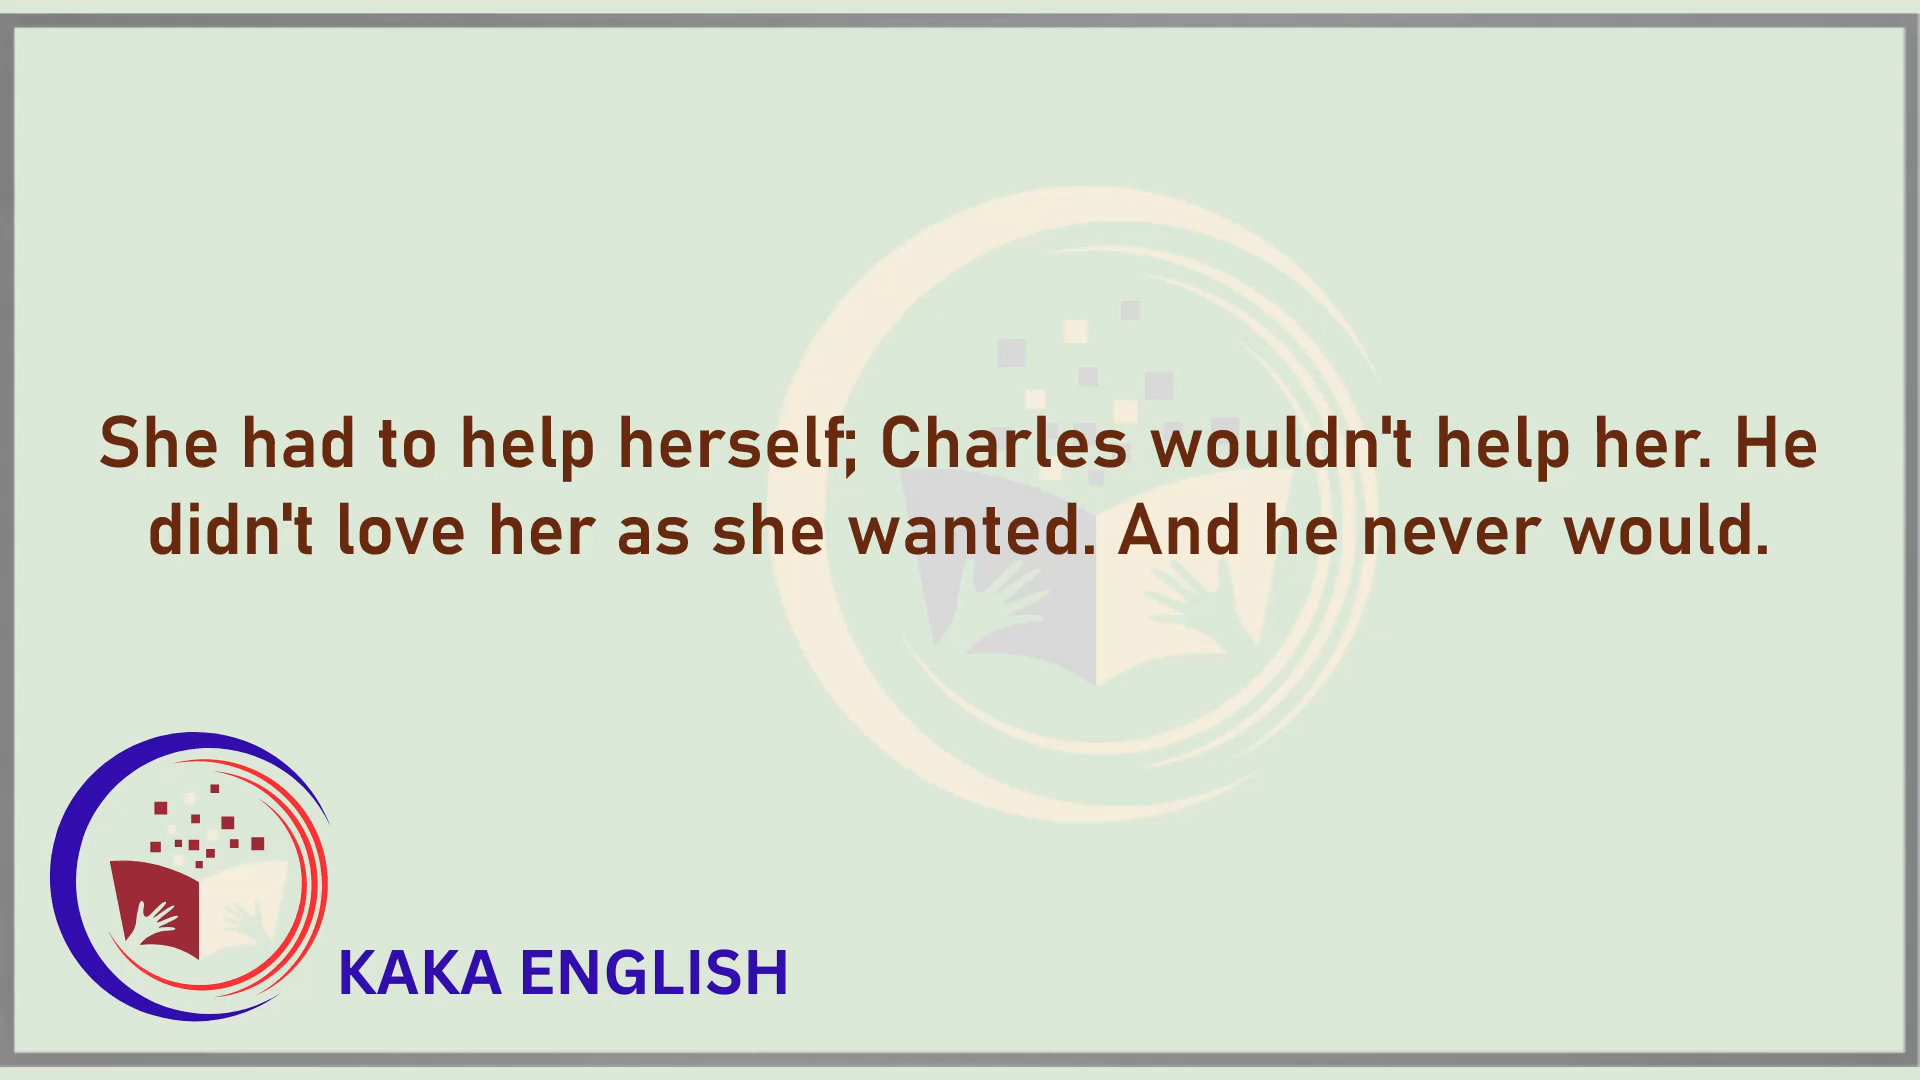 She had to help herself; Charles wouldn't help her. He
didn't love her as she wanted. And he never would.
KAKA ENGLISH